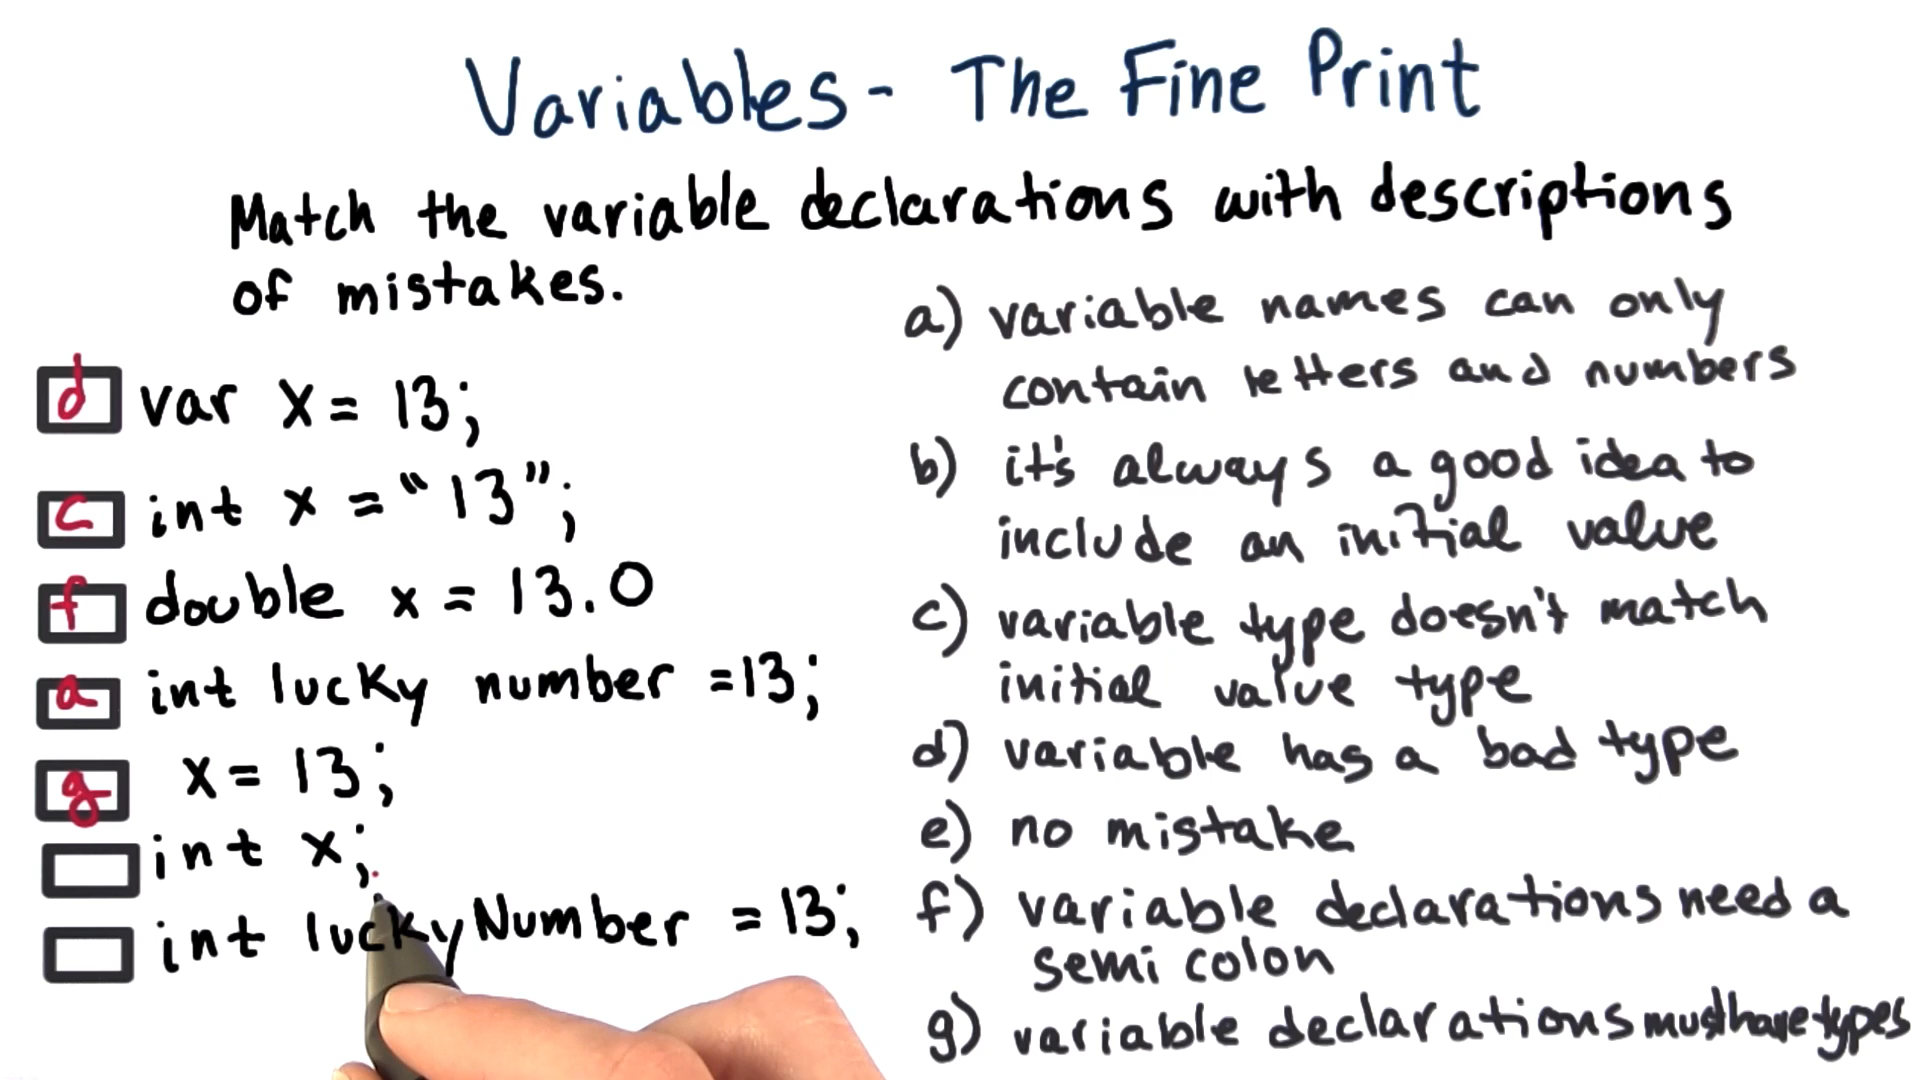 Variables - The Fine Print
Match the variable declarations with descriptions
of mistakes.
d var x = 13;
c int x = "13";
f double x = 13.0
a int lucky number = 13;
g x = 13;
int x;
int luckyNumber = 13;
a) variable names can only
contain letters and numbers
b) it's always a good idea to
include an initial value
c) variable type doesn't match
initial value type
d) variable has a bad type
e) no mistake
f) variable declarations need a
semi colon
g) variable declarations must have types